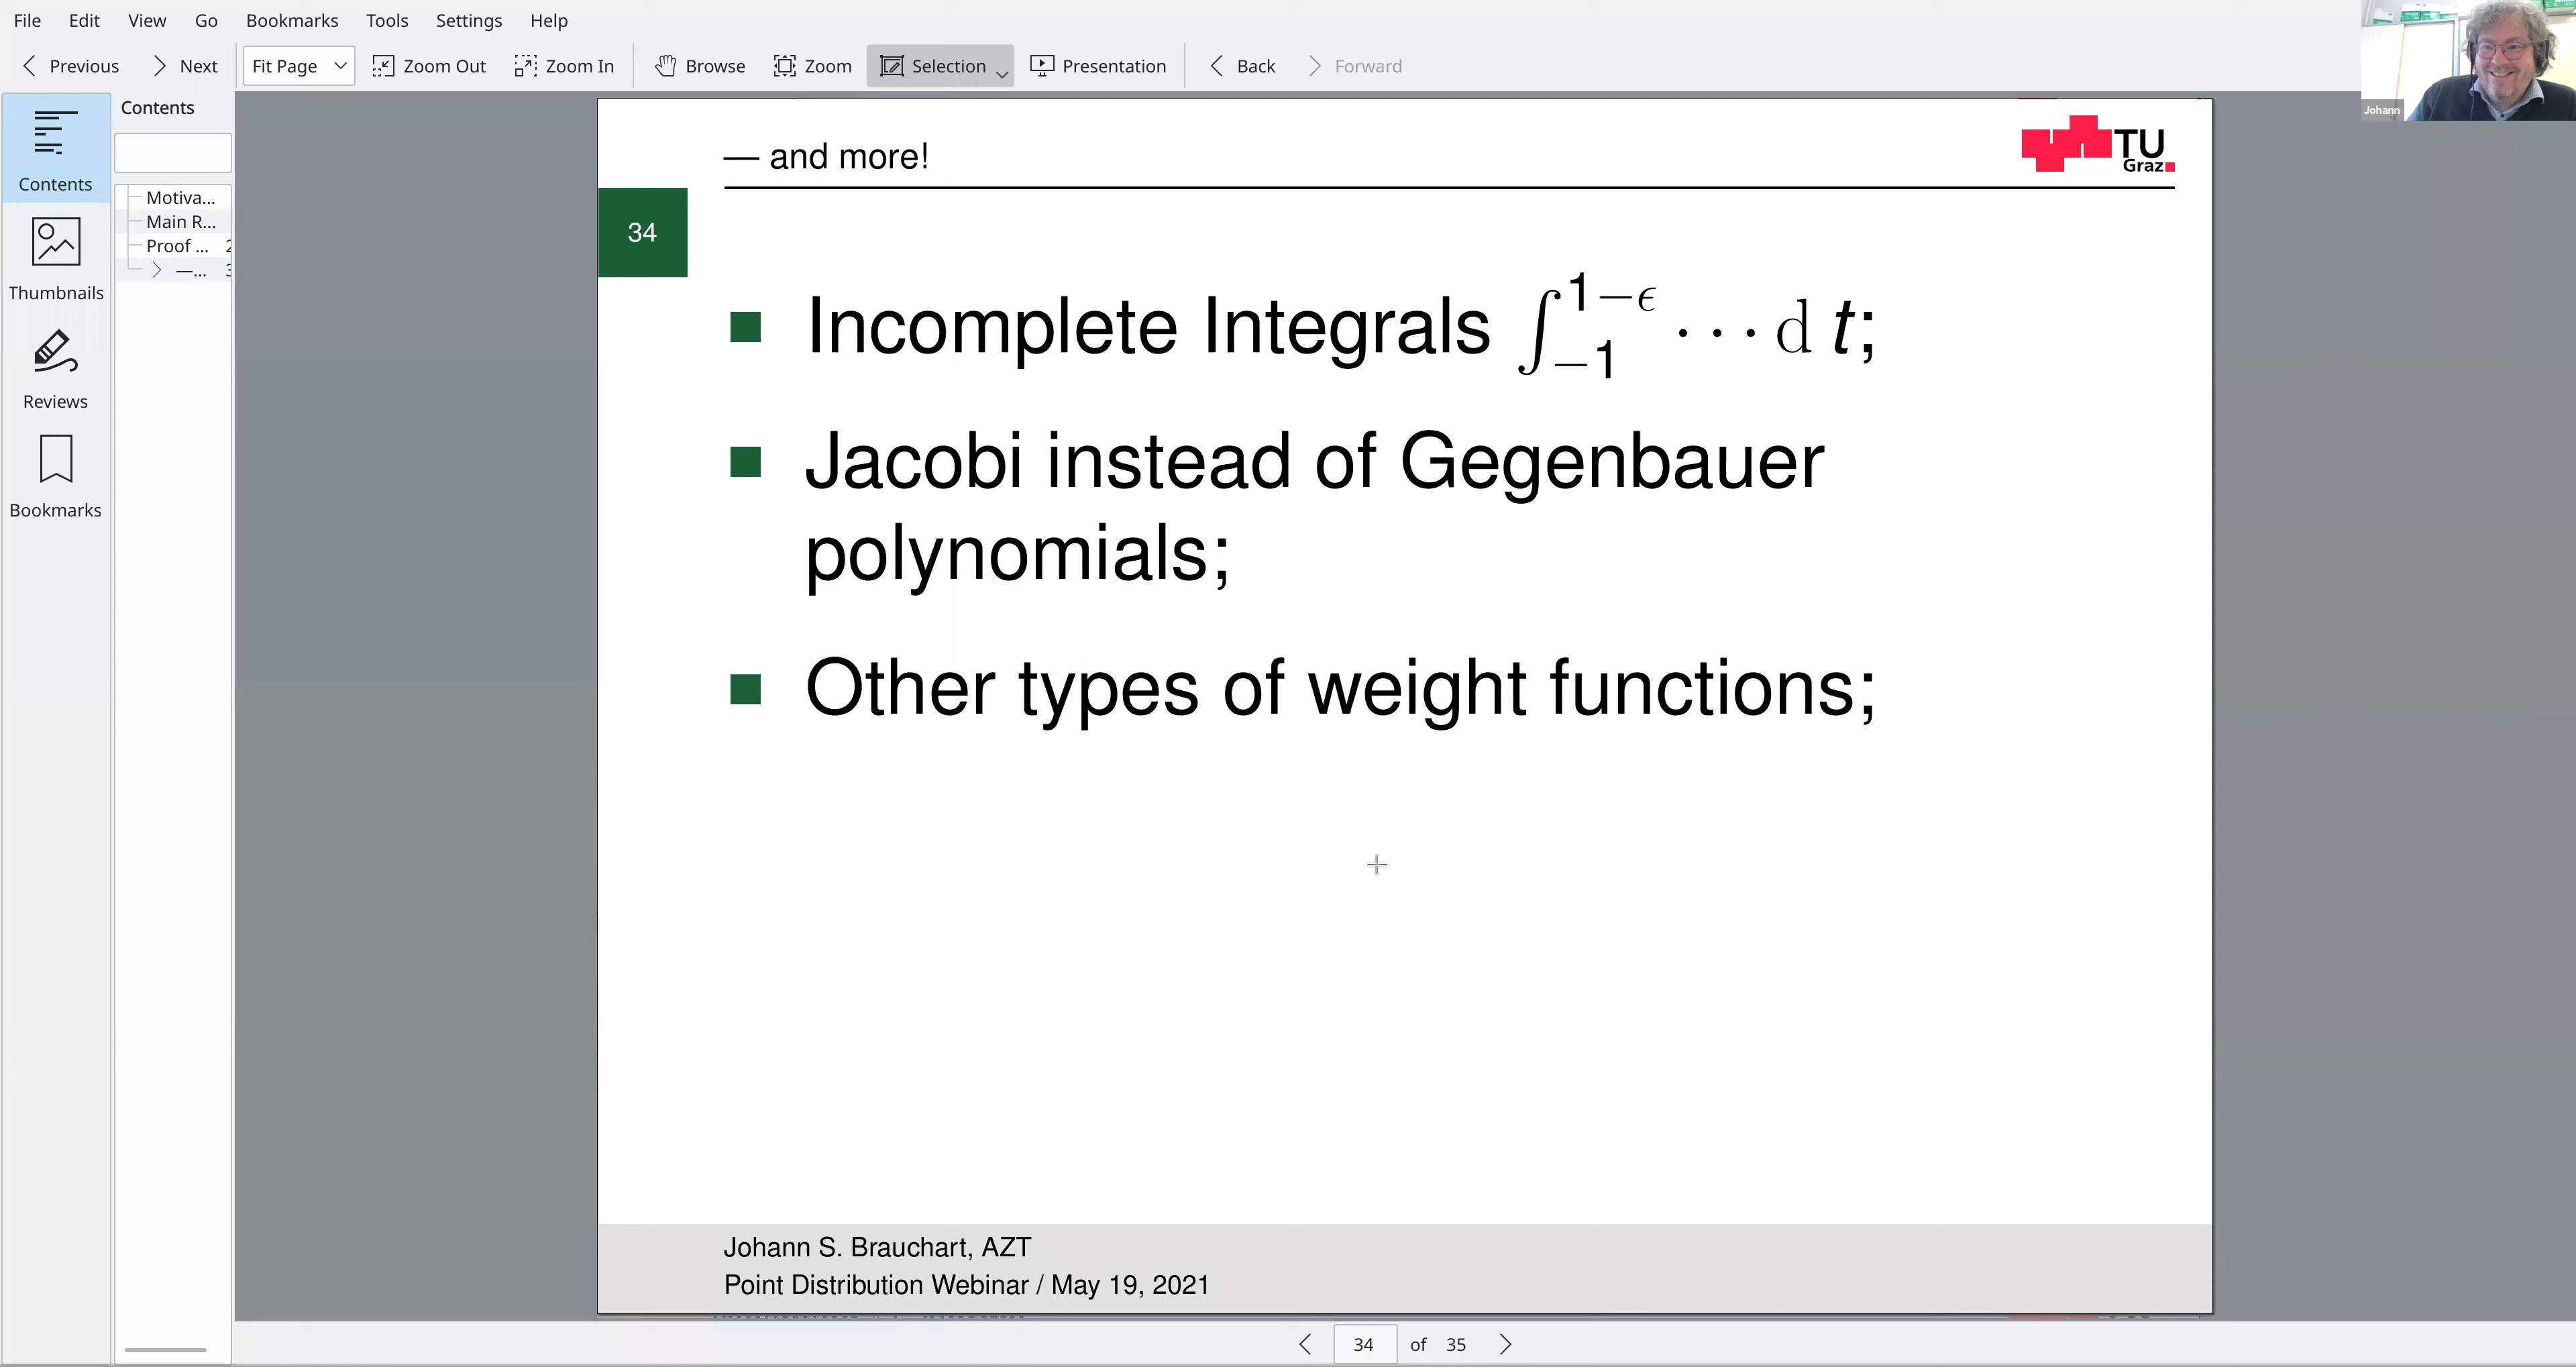 File Edit View Go Bookmarks Tools Settings Help
Previous Next Fit Page Zoom Out Zoom In Browse Zoom Selection Presentation Back Forward
Johann
Contents
Contents
Motiva...
Main R...
Proof ... 2
—... 3
Thumbnails
Reviews
Bookmarks
— and more!
TU
Graz
34
Incomplete Integrals ∫_{−1}^{1−ϵ} ··· d t;
Jacobi instead of Gegenbauer
polynomials;
Other types of weight functions;
Johann S. Brauchart, AZT
Point Distribution Webinar / May 19, 2021
34 of 35